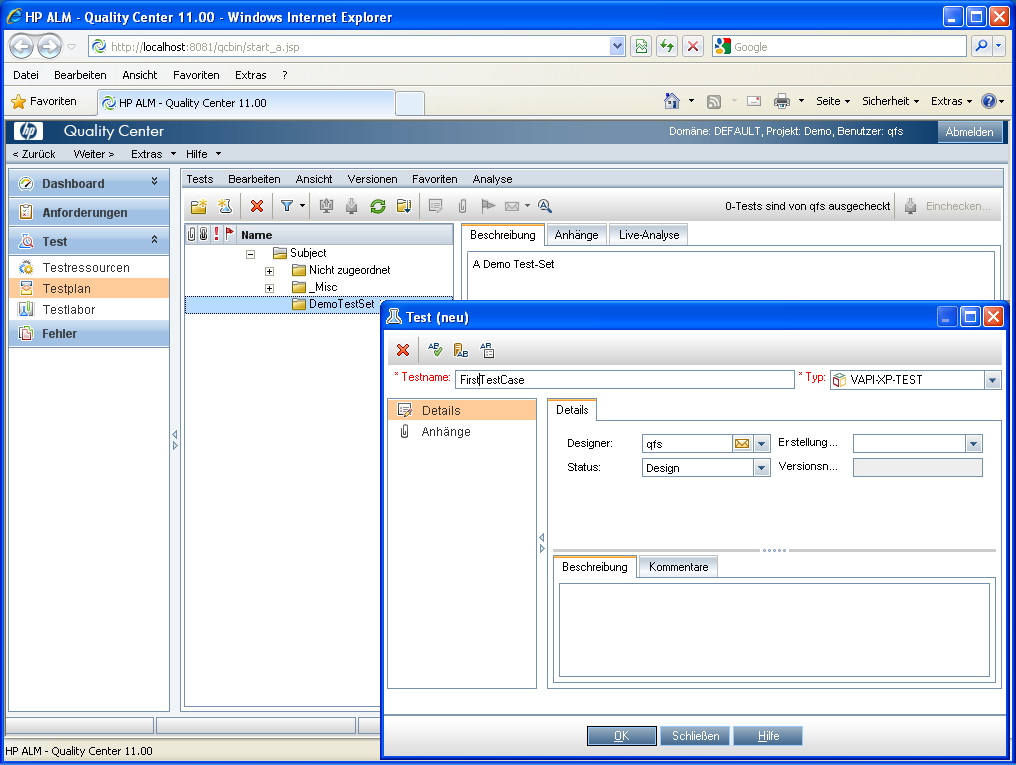 HP ALM - Quality Center 11.00 - Windows Internet Explorer
http://localhost:8081/qcbin/start_a.jsp
Google
Datei Bearbeiten Ansicht Favoriten Extras ?
Favoriten HP ALM - Quality Center 11.00 Seite Sicherheit Extras
hp Quality Center Domäne: DEFAULT, Projekt: Demo, Benutzer: qfs Abmelden
< Zurück Weiter > Extras Hilfe
Dashboard
Anforderungen
Test
Testressourcen
Testplan
Testlabor
Fehler
Tests Bearbeiten Ansicht Versionen Favoriten Analyse
0-Tests sind von qfs ausgecheckt Einchecken...
Name
Subject
Nicht zugeordnet
_Misc
DemoTestSet
Beschreibung Anhänge Live-Analyse
A Demo Test-Set
Test (neu)
* Testname: FirstTestCase * Typ: VAPI-XP-TEST
Details
Anhänge
Details
Designer: qfs Erstellung...
Status: Design Versionsn...
Beschreibung Kommentare
OK Schließen Hilfe
HP ALM - Quality Center 11.00